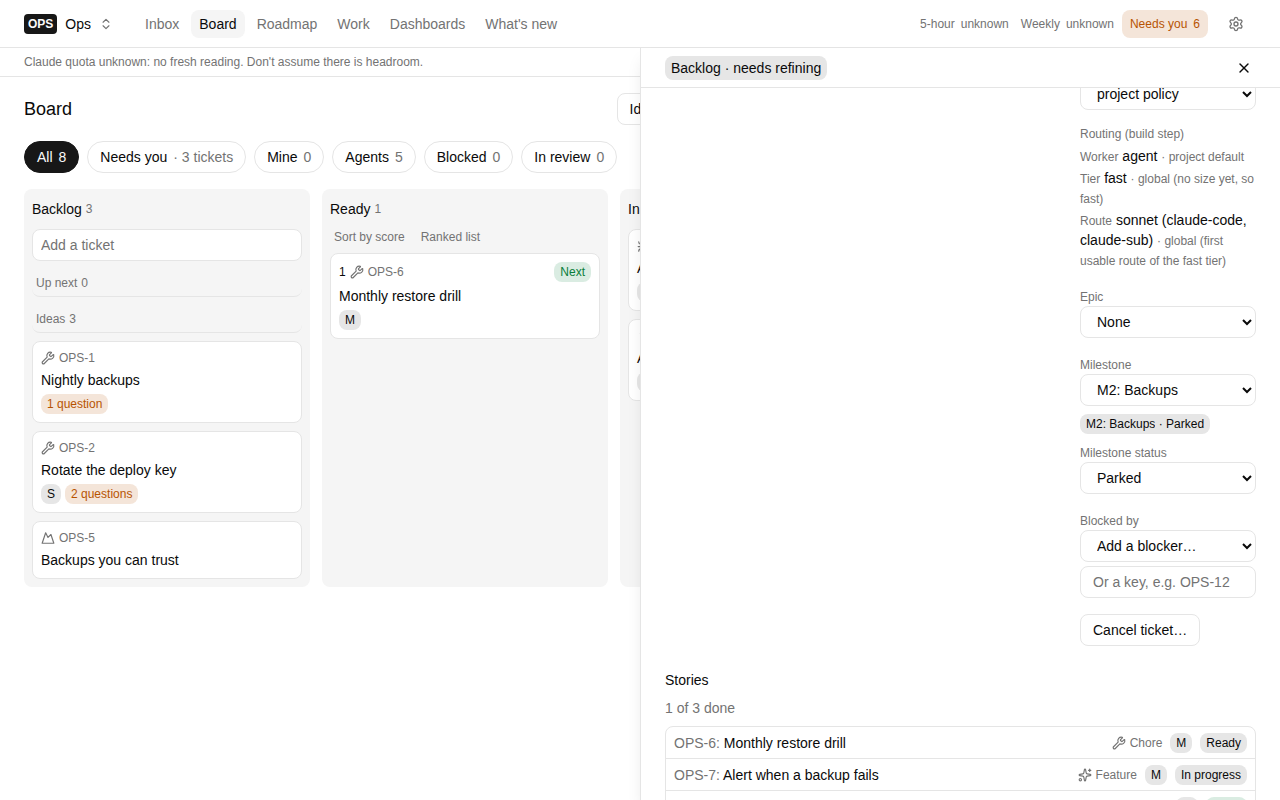 OPS Ops Inbox Board Roadmap Work Dashboards What's new 5-hour unknown Weekly unknown Needs you 6
Claude quota unknown: no fresh reading. Don't assume there is headroom.
Board
All 8 Needs you · 3 tickets Mine 0 Agents 5 Blocked 0 In review 0
Backlog 3
Add a ticket
Up next 0
Ideas 3
OPS-1
Nightly backups
1 question
OPS-2
Rotate the deploy key
S 2 questions
OPS-5
Backups you can trust
Ready 1
Sort by score Ranked list
1 OPS-6 Next
Monthly restore drill
M
Backlog · needs refining
project policy
Routing (build step)
Worker agent · project default
Tier fast · global (no size yet, so
fast)
Route sonnet (claude-code,
claude-sub) · global (first
usable route of the fast tier)
Epic
None
Milestone
M2: Backups
M2: Backups · Parked
Milestone status
Parked
Blocked by
Add a blocker…
Or a key, e.g. OPS-12
Cancel ticket…
Stories
1 of 3 done
OPS-6: Monthly restore drill Chore M Ready
OPS-7: Alert when a backup fails Feature M In progress